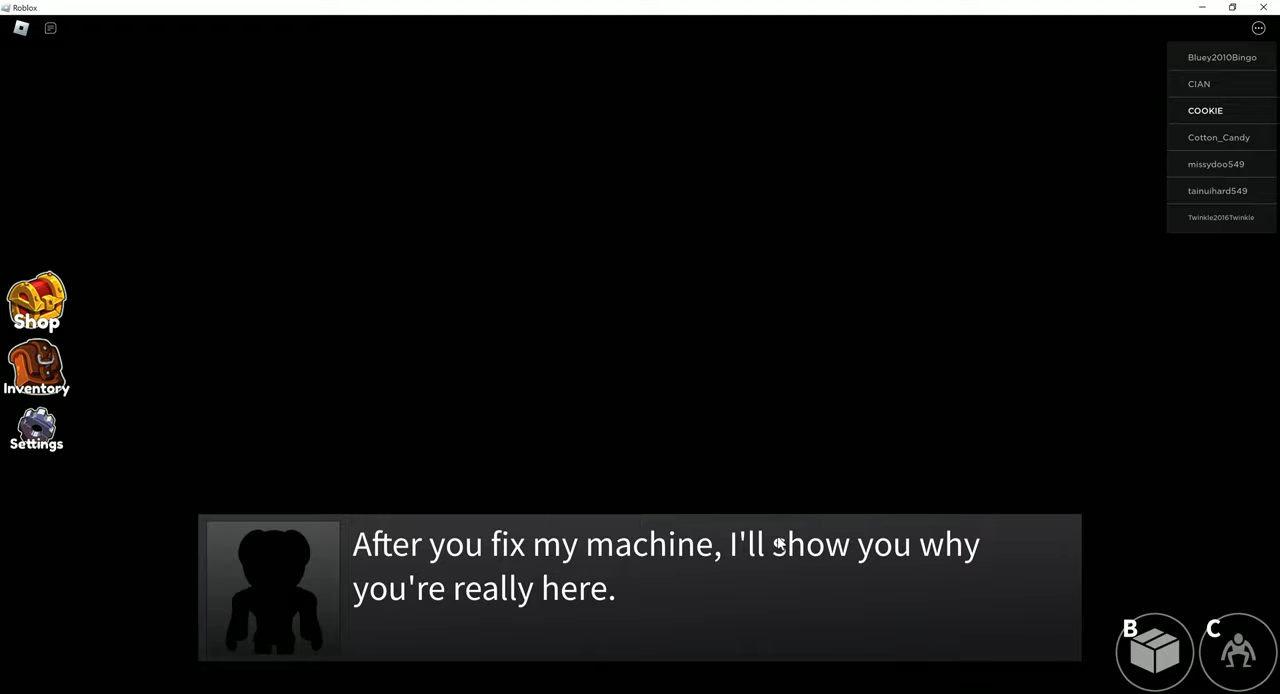 Roblox
Bluey2010Bingo
CIAN
COOKIE
Cotton_Candy
missydoo549
tainuihard549
Twinkle2016Twinkle
Shop
Inventory
Settings
After you fix my machine, I'll show you why
you're really here.
B
C